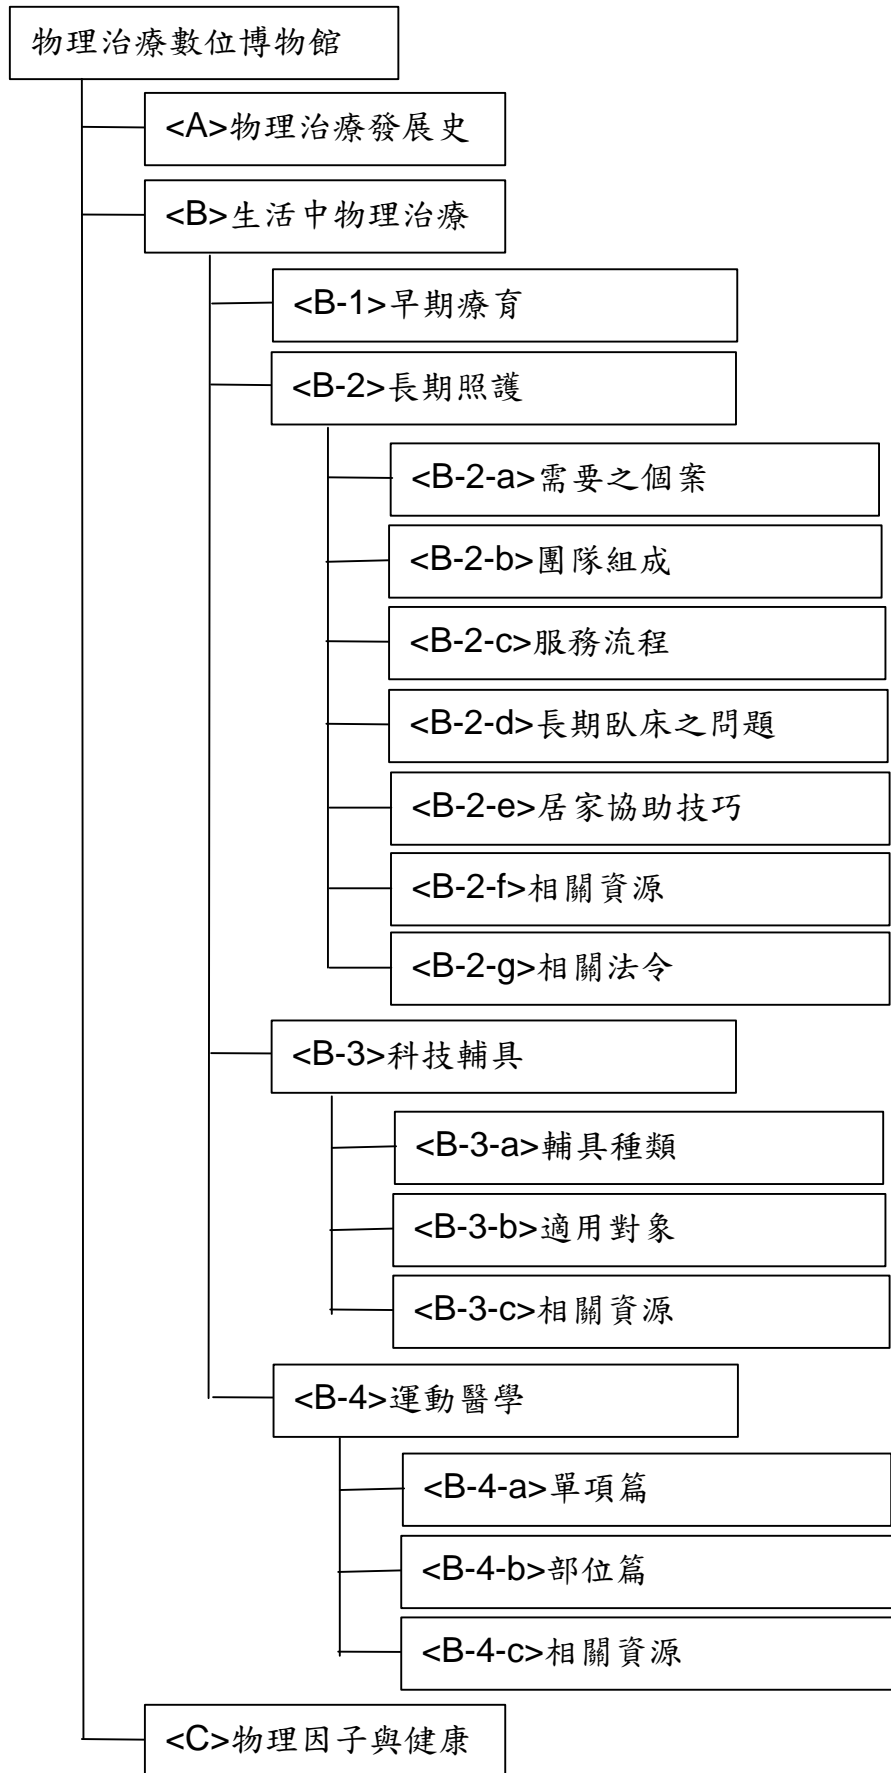 物理治療數位博物館
<A>物理治療發展史
<B>生活中物理治療
<B-1>早期療育
<B-2>長期照護
<B-2-a>需要之個案
<B-2-b>團隊組成
<B-2-c>服務流程
<B-2-d>長期臥床之問題
<B-2-e>居家協助技巧
<B-2-f>相關資源
<B-2-g>相關法令
<B-3>科技輔具
<B-3-a>輔具種類
<B-3-b>適用對象
<B-3-c>相關資源
<B-4>運動醫學
<B-4-a>單項篇
<B-4-b>部位篇
<B-4-c>相關資源
<C>物理因子與健康